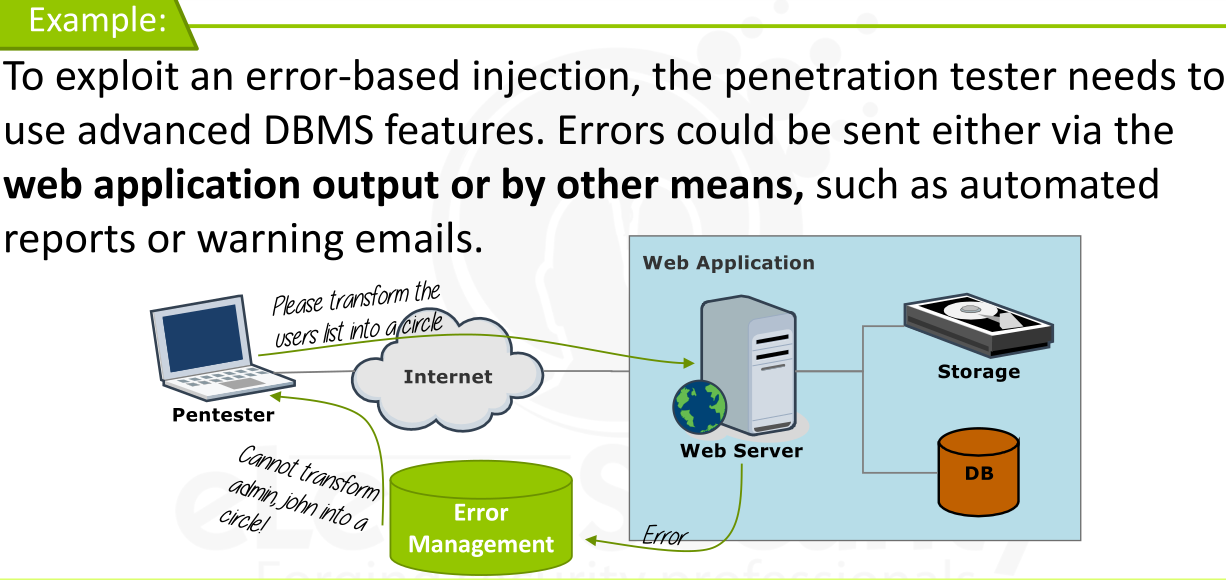 Example:
To exploit an error-based injection, the penetration tester needs to
use advanced DBMS features. Errors could be sent either via the
web application output or by other means, such as automated
reports or warning emails.
Web Application
Please transform the
users list into a circle
Internet
Storage
Pentester
Web Server
DB
Cannot transform
admin, john into a
circle!
Error
Management
Error